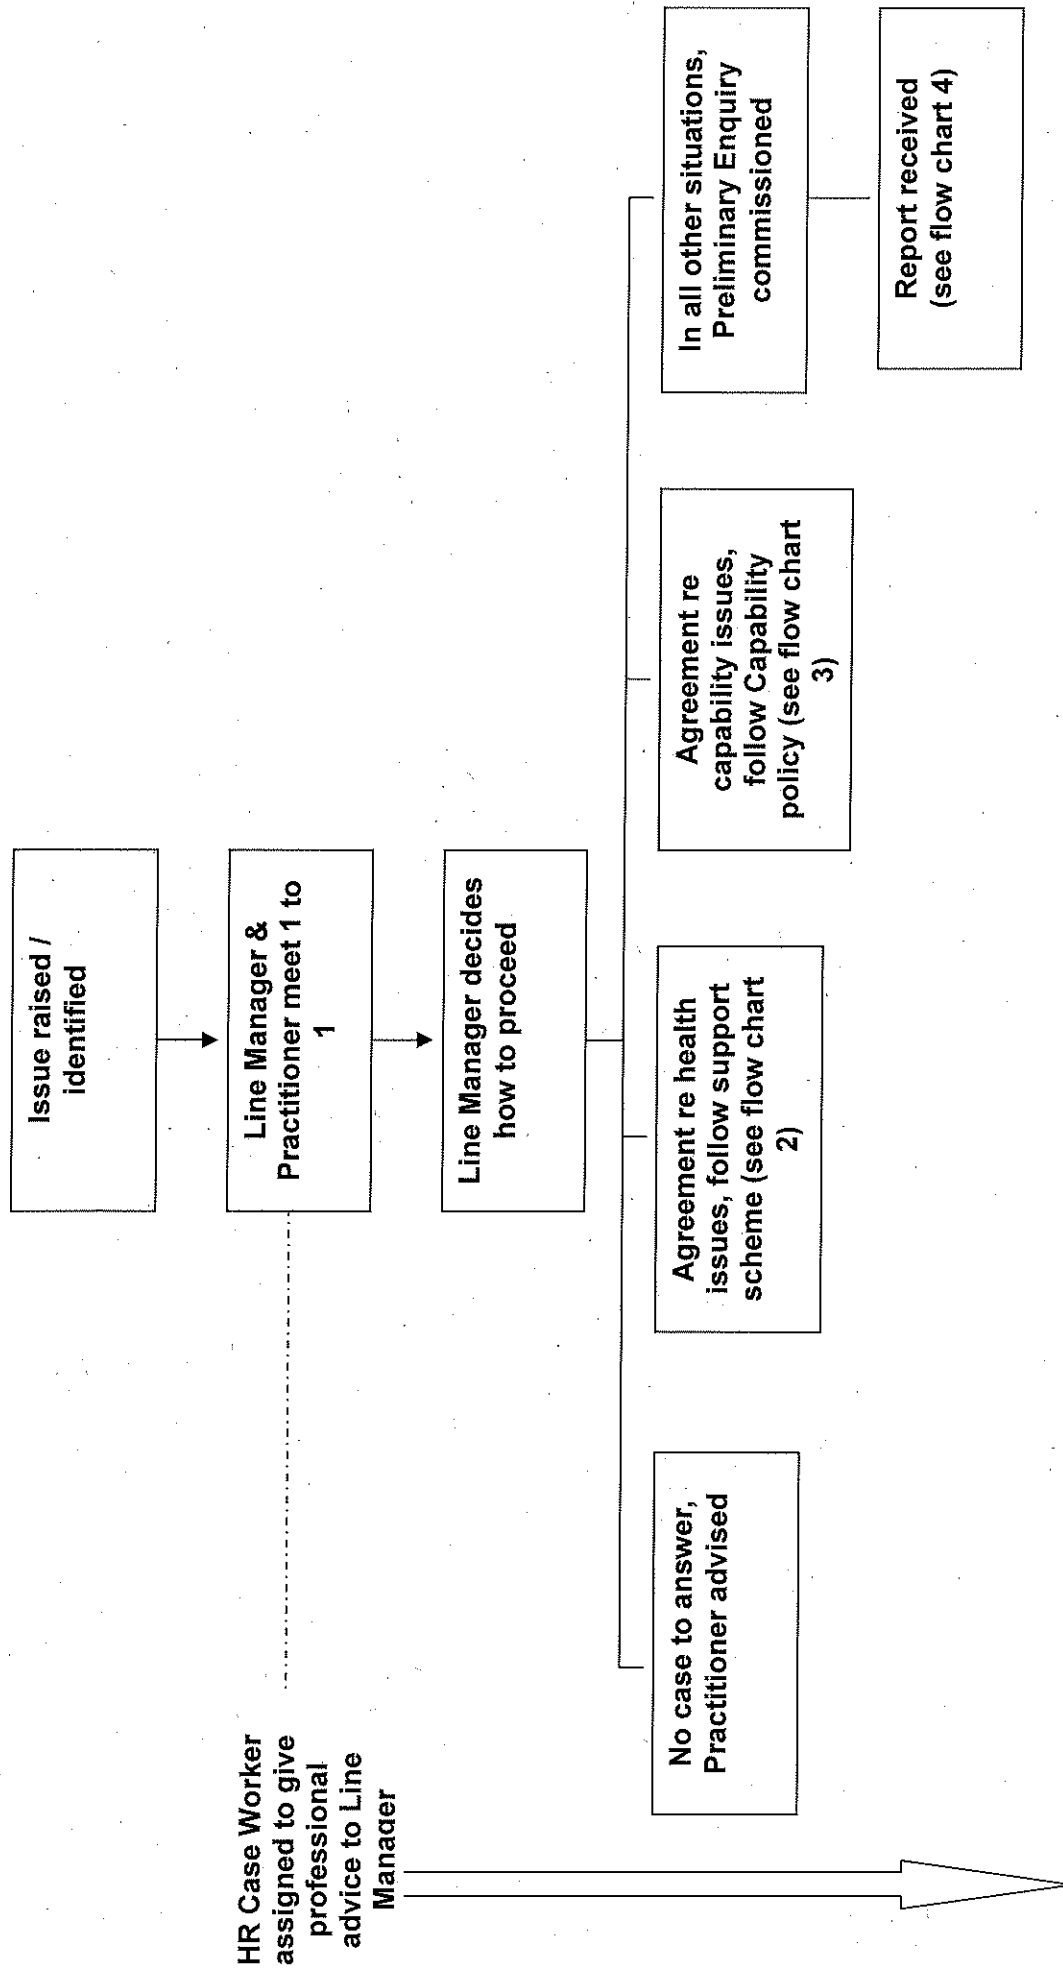 Issue raised /
identified
Line Manager &
Practitioner meet 1 to
1
HR Case Worker
assigned to give
professional
advice to Line
Manager
Line Manager decides
how to proceed
No case to answer,
Practitioner advised
Agreement re health
issues, follow support
scheme (see flow chart
2)
Agreement re
capability issues,
follow Capability
policy (see flow chart
3)
In all other situations,
Preliminary Enquiry
commissioned
Report received
(see flow chart 4)